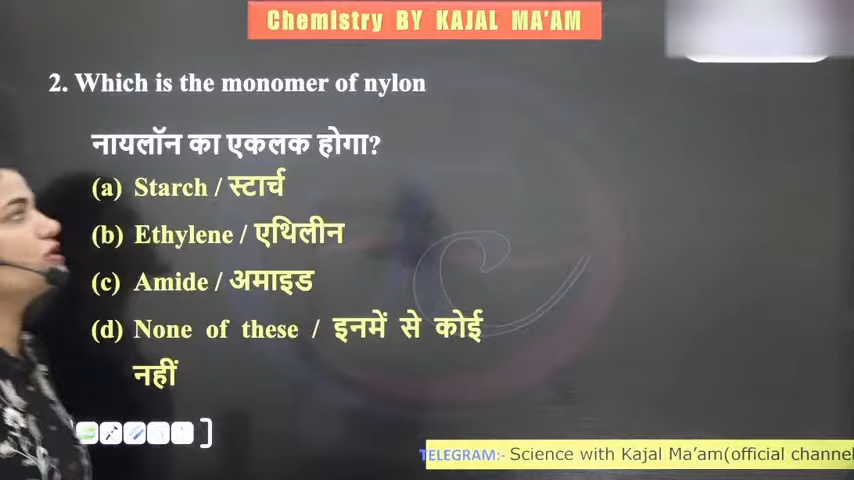 Chemistry BY KAJAL MA'AM
2. Which is the monomer of nylon
नायलॉन का एकलक होगा?
(a) Starch / स्टार्च
(b) Ethylene / एथिलीन
(c) Amide / अमाइड
(d) None of these / इनमें से कोई
नहीं
TELEGRAM:- Science with Kajal Ma'am(official channel